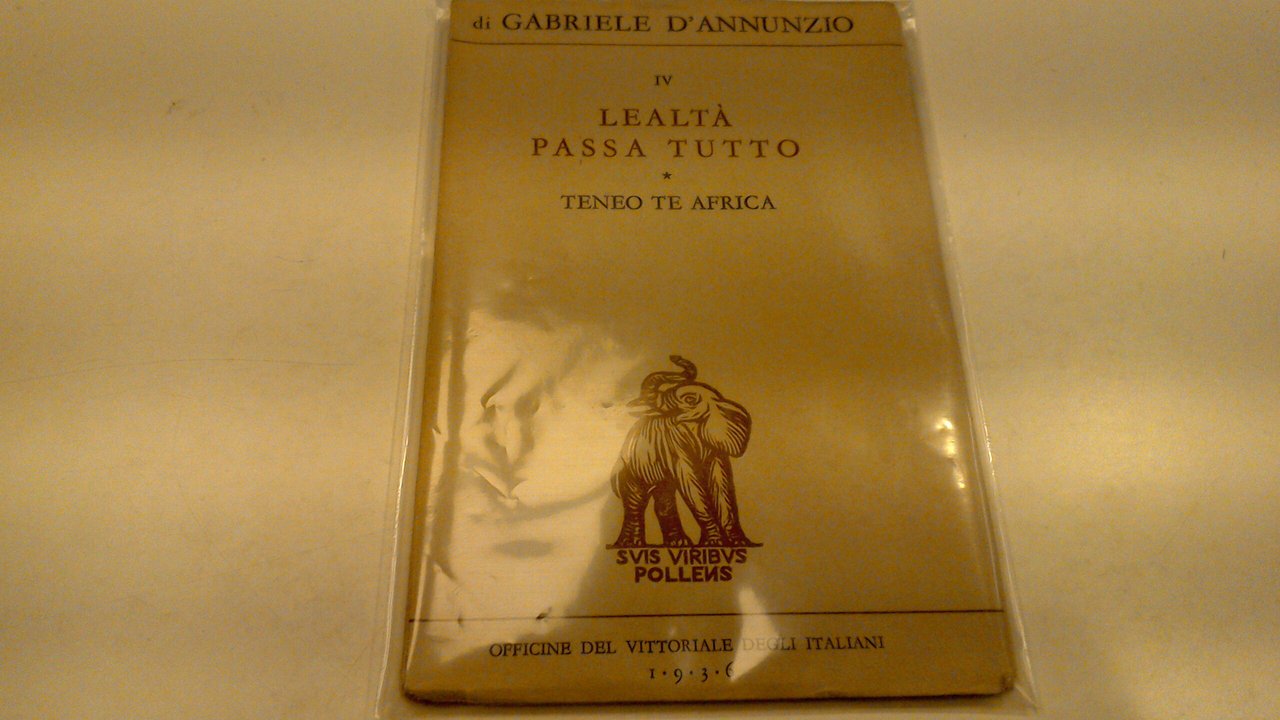 di GABRIELE D'ANNUNZIO
IV
LEALTÀ
PASSA TUTTO
*
TENEO TE AFRICA
SVIS VIRIBVS
POLLENS
OFFICINE DEL VITTORIALE DEGLI ITALIANI
1•9•3•6